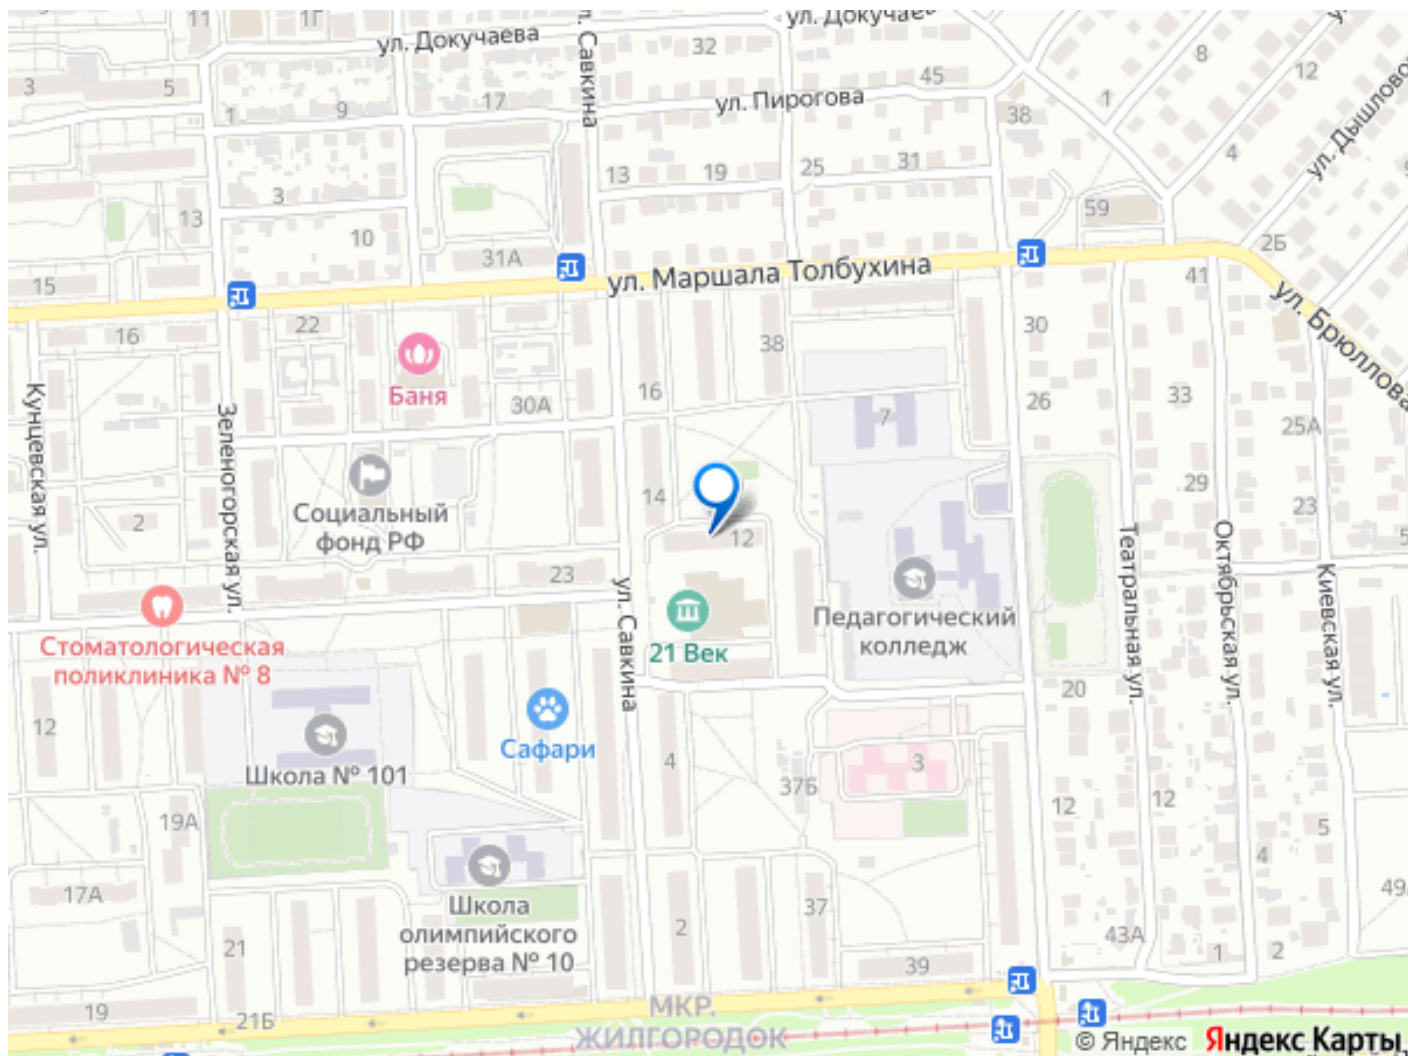 11
1Г
ул. Докучаева
ул. Савкина
32
ул. Докучаев
8
12
3
5
1
9
17
ул. Пирогова
45
38
1
4
ул. Дышлово
13
19
25
31
3
13
10
59
31А
ул. Маршала Толбухина
2Б
41
15
22
16
ул. Брюллова
30
38
Баня
30А
16
26
33
25А
7
Кунцевская ул.
Зеленогорская ул.
Социальный
фонд РФ
2
14
12
29
23
5
23
ул. Савкина
21 Век
Педагогический
колледж
Театральная ул.
Октябрьская ул.
Киевская ул.
Стоматологическая
поликлиника № 8
12
20
Сафари
Школа № 101
4
3
37Б
12
12
5
19А
4
17А
49
Школа
олимпийского
резерва № 10
37
2
43А
1
2
21
39
19
21Б
МКР.
ЖИЛГОРОДОК
© Яндекс Яндекс Карты